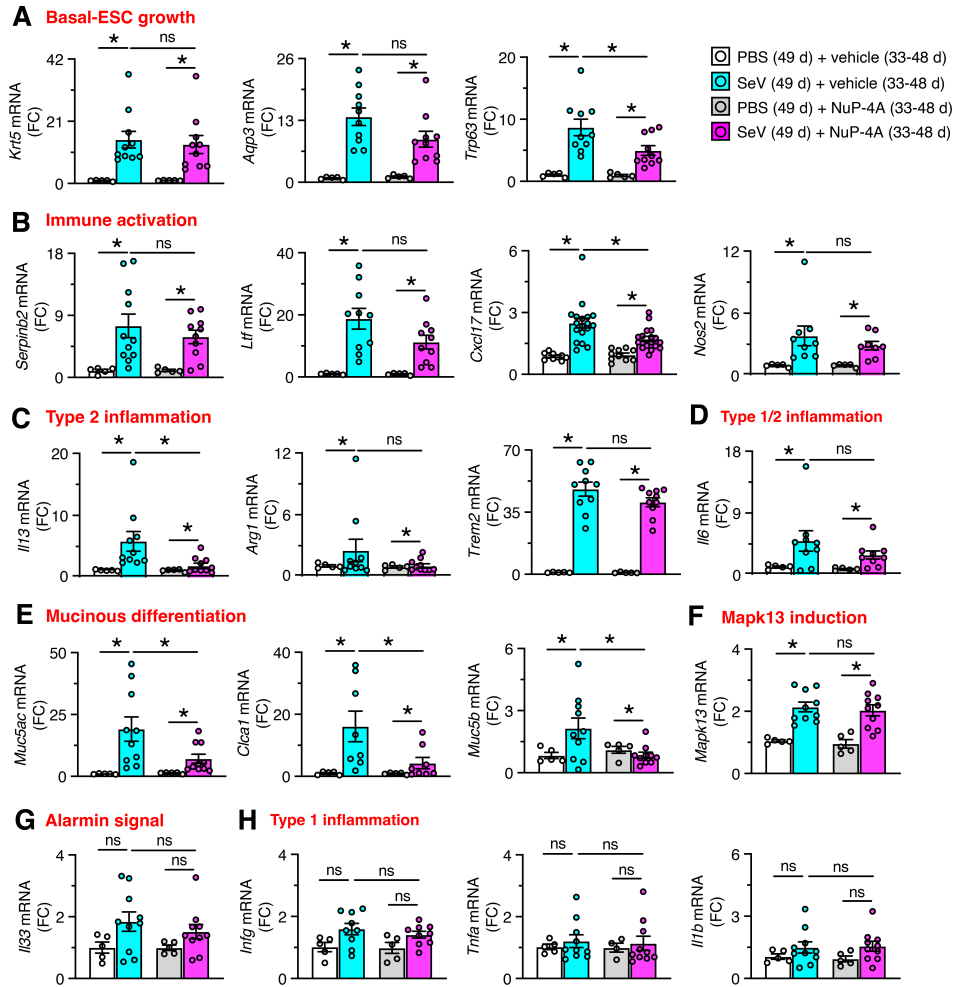 A Basal-ESC growth
* ns
*
Krt5 mRNA
(FC)
42
21
0
* ns
*
Aqp3 mRNA
(FC)
26
13
0
* *
*
Trp63 mRNA
(FC)
20
10
0
PBS (49 d) + vehicle (33-48 d)
SeV (49 d) + vehicle (33-48 d)
PBS (49 d) + NuP-4A (33-48 d)
SeV (49 d) + NuP-4A (33-48 d)
B Immune activation
* ns
*
Serpinb2 mRNA
(FC)
18
9
0
* *
*
Ltf mRNA
(FC)
40
20
0
* *
*
Cxcl17 mRNA
(FC)
6
3
0
* ns
*
Nos2 mRNA
(FC)
12
6
0
C Type 2 inflammation
* *
*
Il13 mRNA
(FC)
20
10
0
* ns
*
Arg1 mRNA
(FC)
12
6
0
* ns
*
Trem2 mRNA
(FC)
70
35
0
D Type 1/2 inflammation
* ns
*
Il6 mRNA
(FC)
18
9
0
E Mucinous differentiation
* *
*
Muc5ac mRNA
(FC)
50
25
0
* *
*
Clca1 mRNA
(FC)
40
20
0
* *
*
Muc5b mRNA
(FC)
6
3
0
F Mapk13 induction
* ns
*
Mapk13 mRNA
(FC)
4
2
0
G Alarmin signal
ns ns
ns
Il33 mRNA
(FC)
4
2
0
H Type 1 inflammation
ns ns
ns
Infg mRNA
(FC)
4
2
0
ns ns
ns
Tnfa mRNA
(FC)
4
2
0
ns ns
ns
Il1b mRNA
(FC)
6
3
0